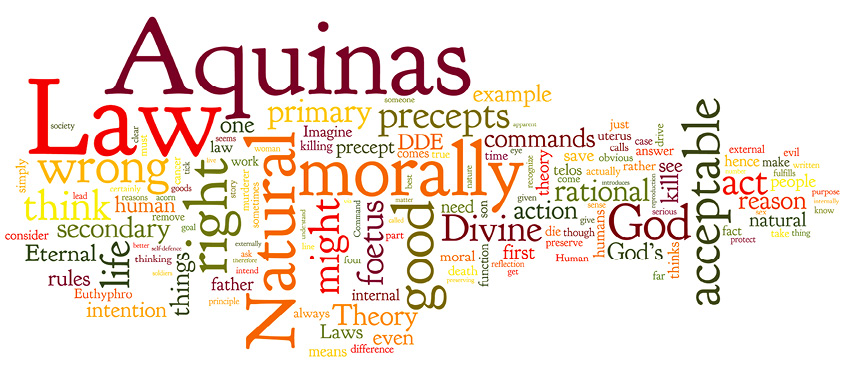 Aquinas
Law
Natural
morally
acceptable
God
wrong
right
good
think
might
precepts
primary
Divine
act
rational
life
foetus
secondary
Theory
example
commands
reason
kill
Eternal
human
things
intention
DDE
action
natural
one
precept
first
God's
rules
father
Laws
even
save
see
theory
telos
people
internal
need
humans
Imagine
killing
someone
society
clear
must
seems
law
woman
comes
true
time
eye
apparent
uterus
just
case
drive
calls
obvious
answer
actually
rather
hence
make
external
evil
written
fulfills
purpose
know
take
thing
fact
protect
sex
serious
sense
give
though
die
preserve
given
come
introduces
reproduction
recognize
nature
best
matter
son
function
moral
death
preserving
reflection
get
Human
far
thinks
part
called
Command
four
line
understand
always
means
difference
principle
intend
therefore
ask
externally
self-defence
soldiers
better
thinking
Euthyphro
consider
simply
lead
reasons
acorn
remove
goal
certainly
cannot
tick
goods
live
story
work
murderer
sometimes